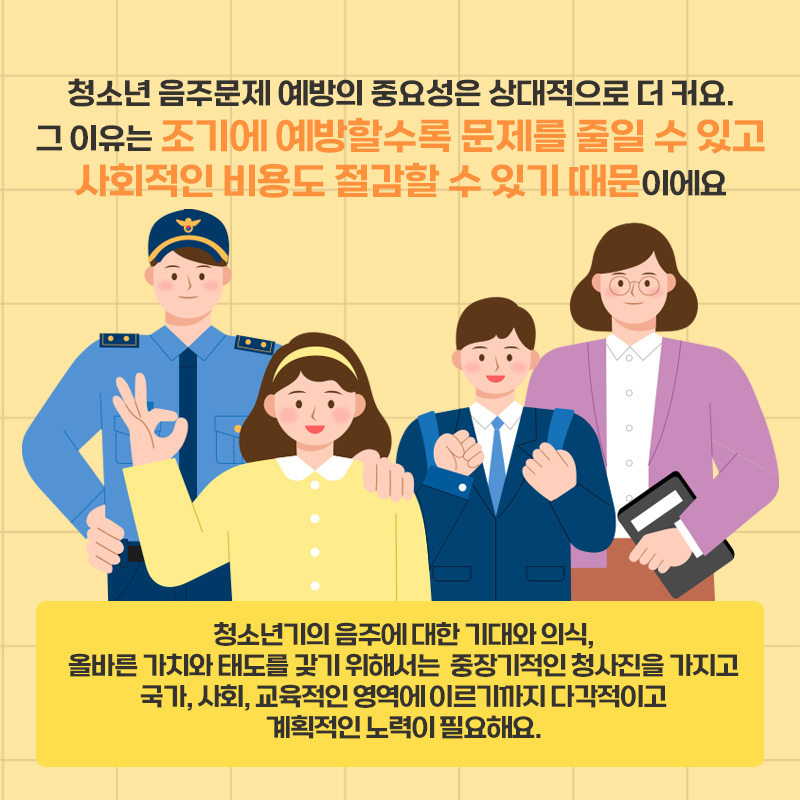 청소년 음주문제 예방의 중요성은 상대적으로 더 커요.
그 이유는 조기에 예방할수록 문제를 줄일 수 있고
사회적인 비용도 절감할 수 있기 때문이에요
청소년기의 음주에 대한 기대와 의식,
올바른 가치와 태도를 갖기 위해서는 중장기적인 청사진을 가지고
국가, 사회, 교육적인 영역에 이르기까지 다각적이고
계획적인 노력이 필요해요.